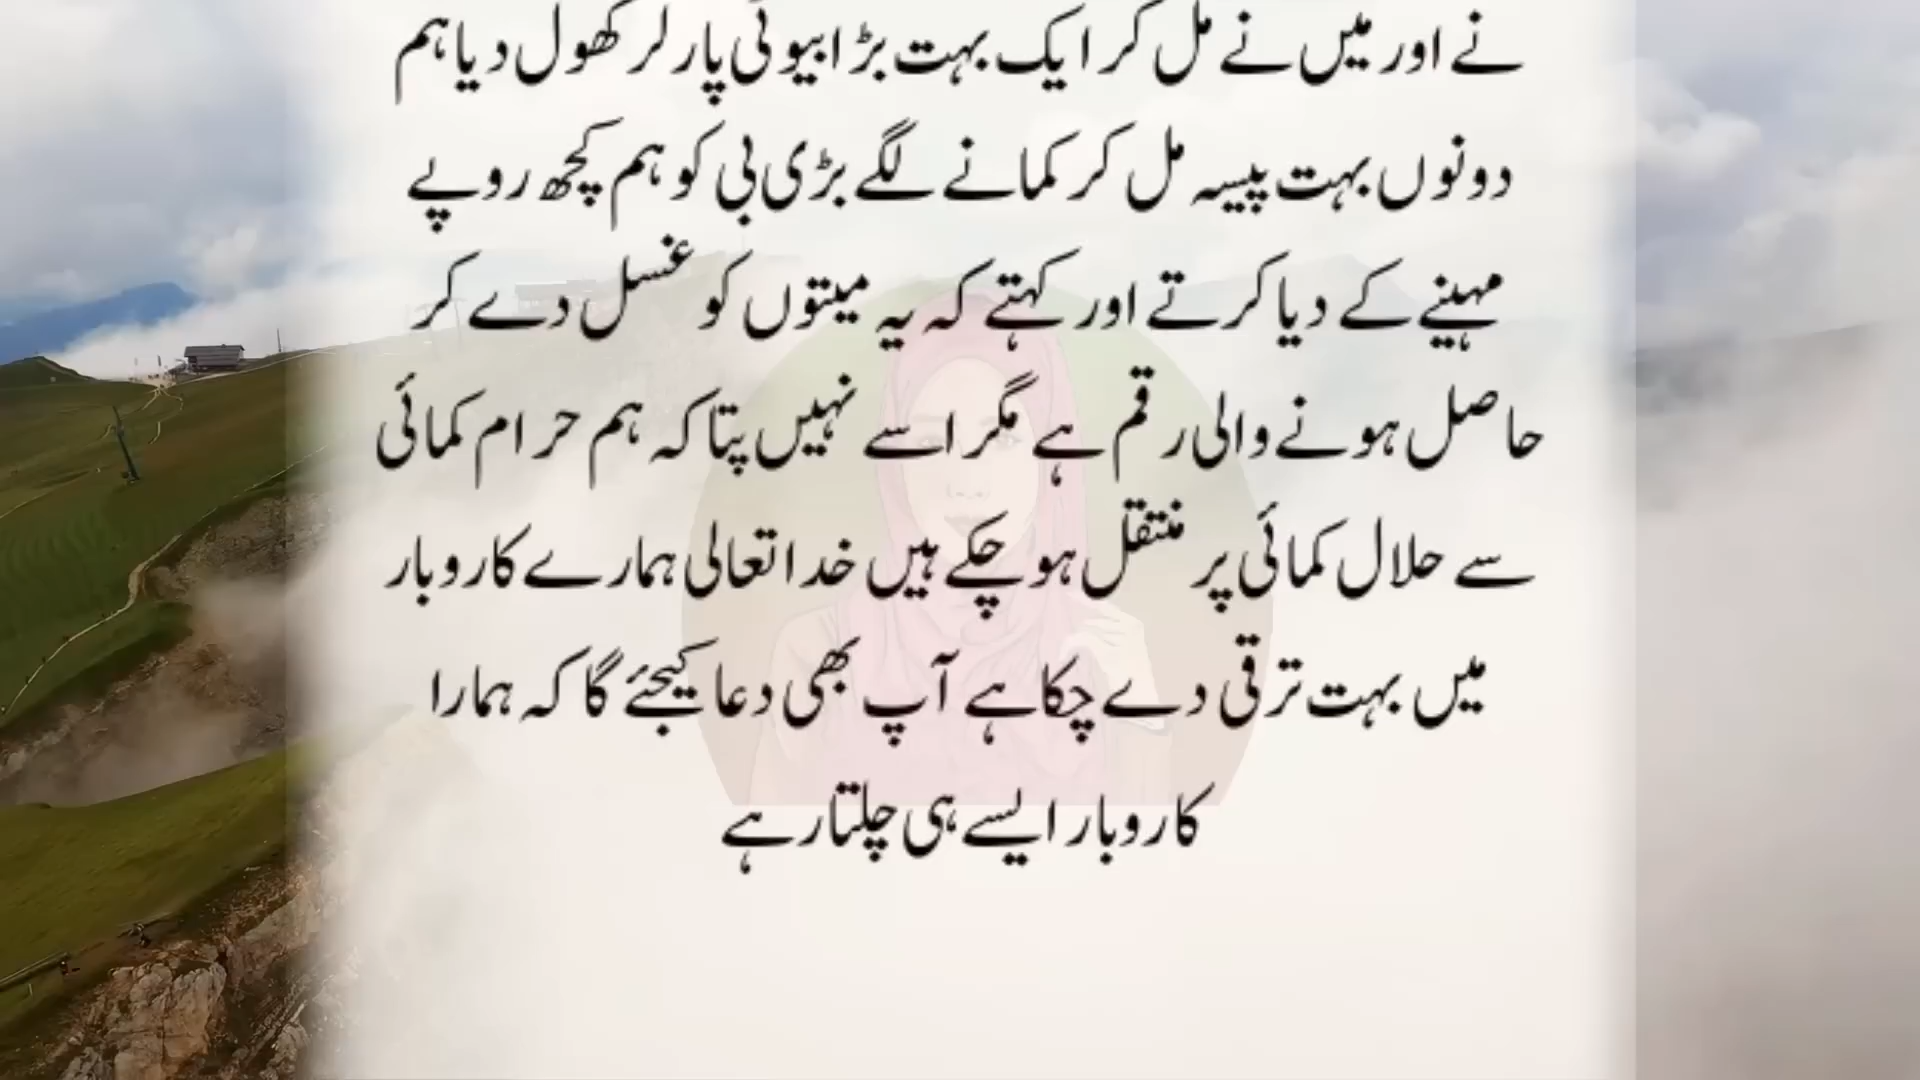 نے اور میں نے مل کر ایک بہت بڑا بیوٹی پارلر کھول دیا ہم
دونوں بہت پیسہ مل کر کمانے لگے بڑی بی کو ہم کچھ روپے
مہینے کے دیا کرتے اور کہتے کہ یہ میتوں کو غسل دے کر
حاصل ہونے والی رقم ہے مگر اسے نہیں پتا کہ ہم حرام کمائی
سے حلال کمائی پر منتقل ہو چکے ہیں خدا تعالی ہمارے کاروبار
میں بہت ترقی دے چکا ہے آپ بھی دعا کیجئے گا کہ ہمارا
کاروبار ایسے ہی چلتا رہے